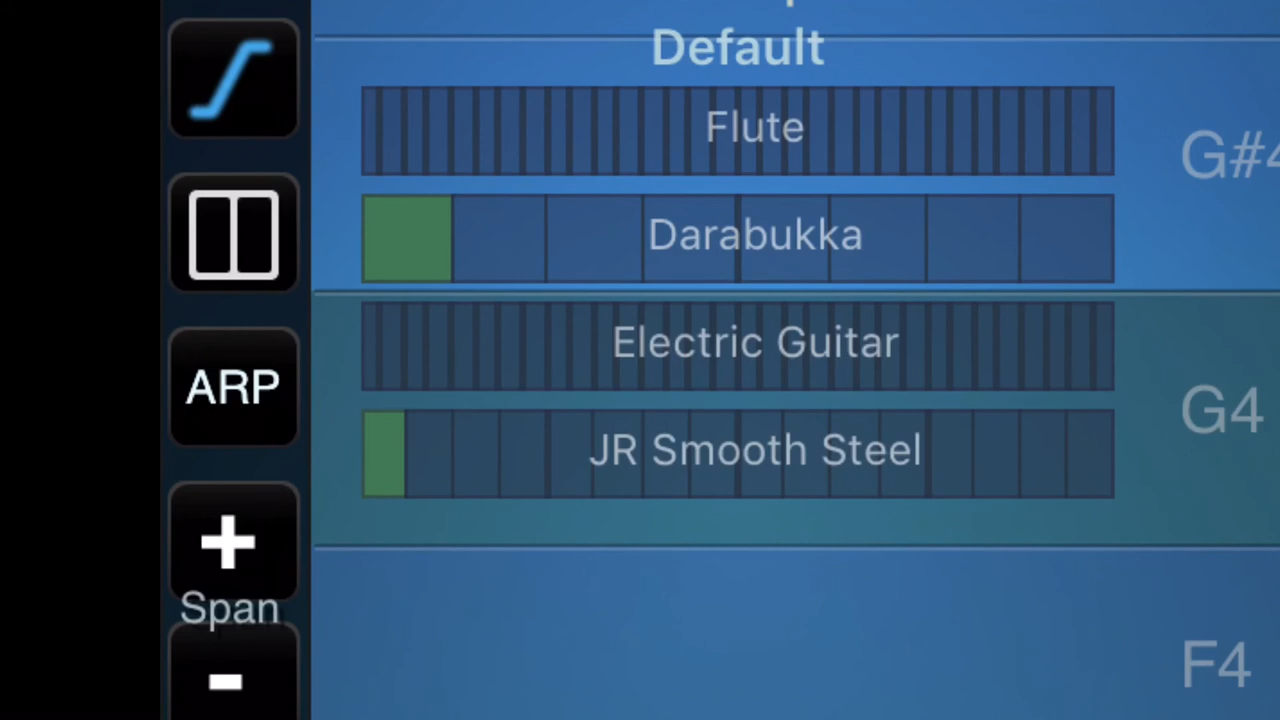 Default
Flute
G#4
Darabukka
Electric Guitar
ARP
G4
JR Smooth Steel
+
Span
-
F4